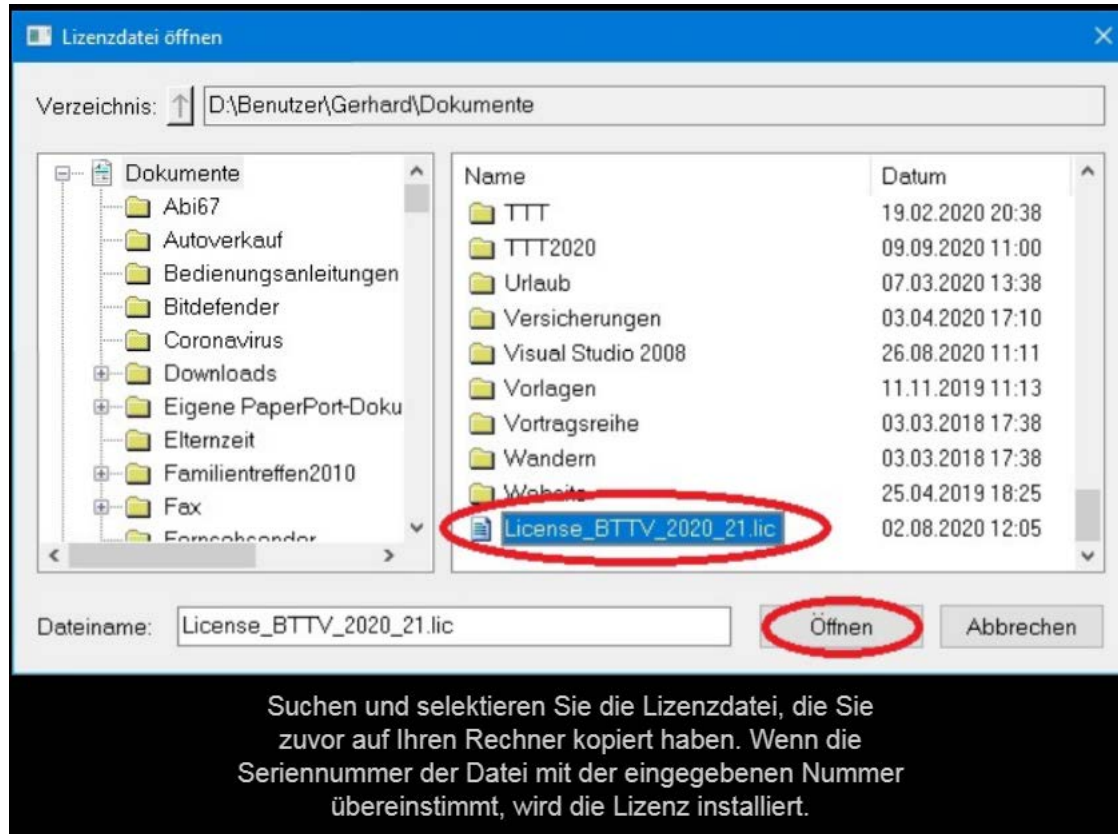 Lizenzdatei öffnen
Verzeichnis: D:\Benutzer\Gerhard\Dokumente
Dokumente
Abi67
Autoverkauf
Bedienungsanleitungen
Bitdefender
Coronavirus
Downloads
Eigene PaperPort-Doku
Elternzeit
Familientreffen2010
Fax
Fernsehsender
Name Datum
TTT 19.02.2020 20:38
TTT2020 09.09.2020 11:00
Urlaub 07.03.2020 13:38
Versicherungen 03.04.2020 17:10
Visual Studio 2008 26.08.2020 11:11
Vorlagen 11.11.2019 11:13
Vortragsreihe 03.03.2018 17:38
Wandern 03.03.2018 17:38
Website 25.04.2019 18:25
License_BTTV_2020_21.lic 02.08.2020 12:05
Dateiname: License_BTTV_2020_21.lic Öffnen Abbrechen
Suchen und selektieren Sie die Lizenzdatei, die Sie
zuvor auf Ihren Rechner kopiert haben. Wenn die
Seriennummer der Datei mit der eingegebenen Nummer
übereinstimmt, wird die Lizenz installiert.